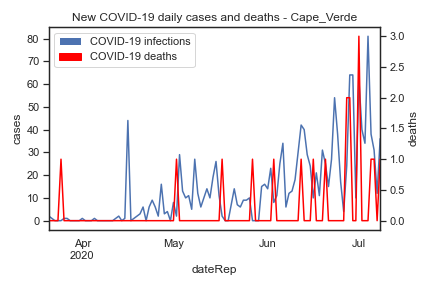 New COVID-19 daily cases and deaths - Cape_Verde
COVID-19 infections
COVID-19 deaths
80
70
60
50
40
30
20
10
0
cases
3.0
2.5
2.0
1.5
1.0
0.5
0.0
deaths
Apr
2020
May
Jun
Jul
dateRep